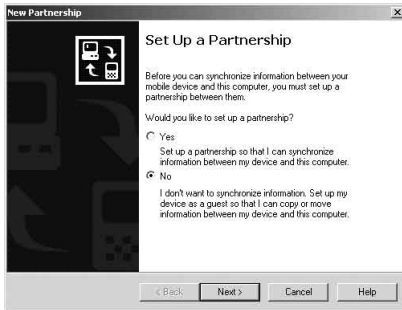 New Partnership
Set Up a Partnership
Before you can synchronize information between your
mobile device and this computer, you must set up a
partnership between them.
Would you like to set up a partnership?
Yes
Set up a partnership so that I can synchronize
information between my device and this computer.
No
I don't want to synchronize information. Set up my
device as a guest so that I can copy or move
information between my device and this computer.
< Back Next > Cancel Help